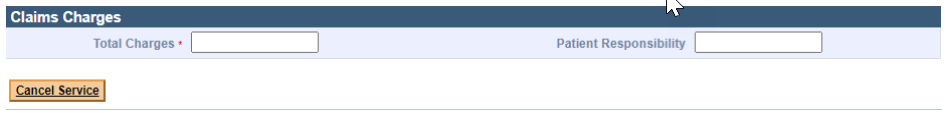 Claims Charges
Total Charges * Patient Responsibility
Cancel Service